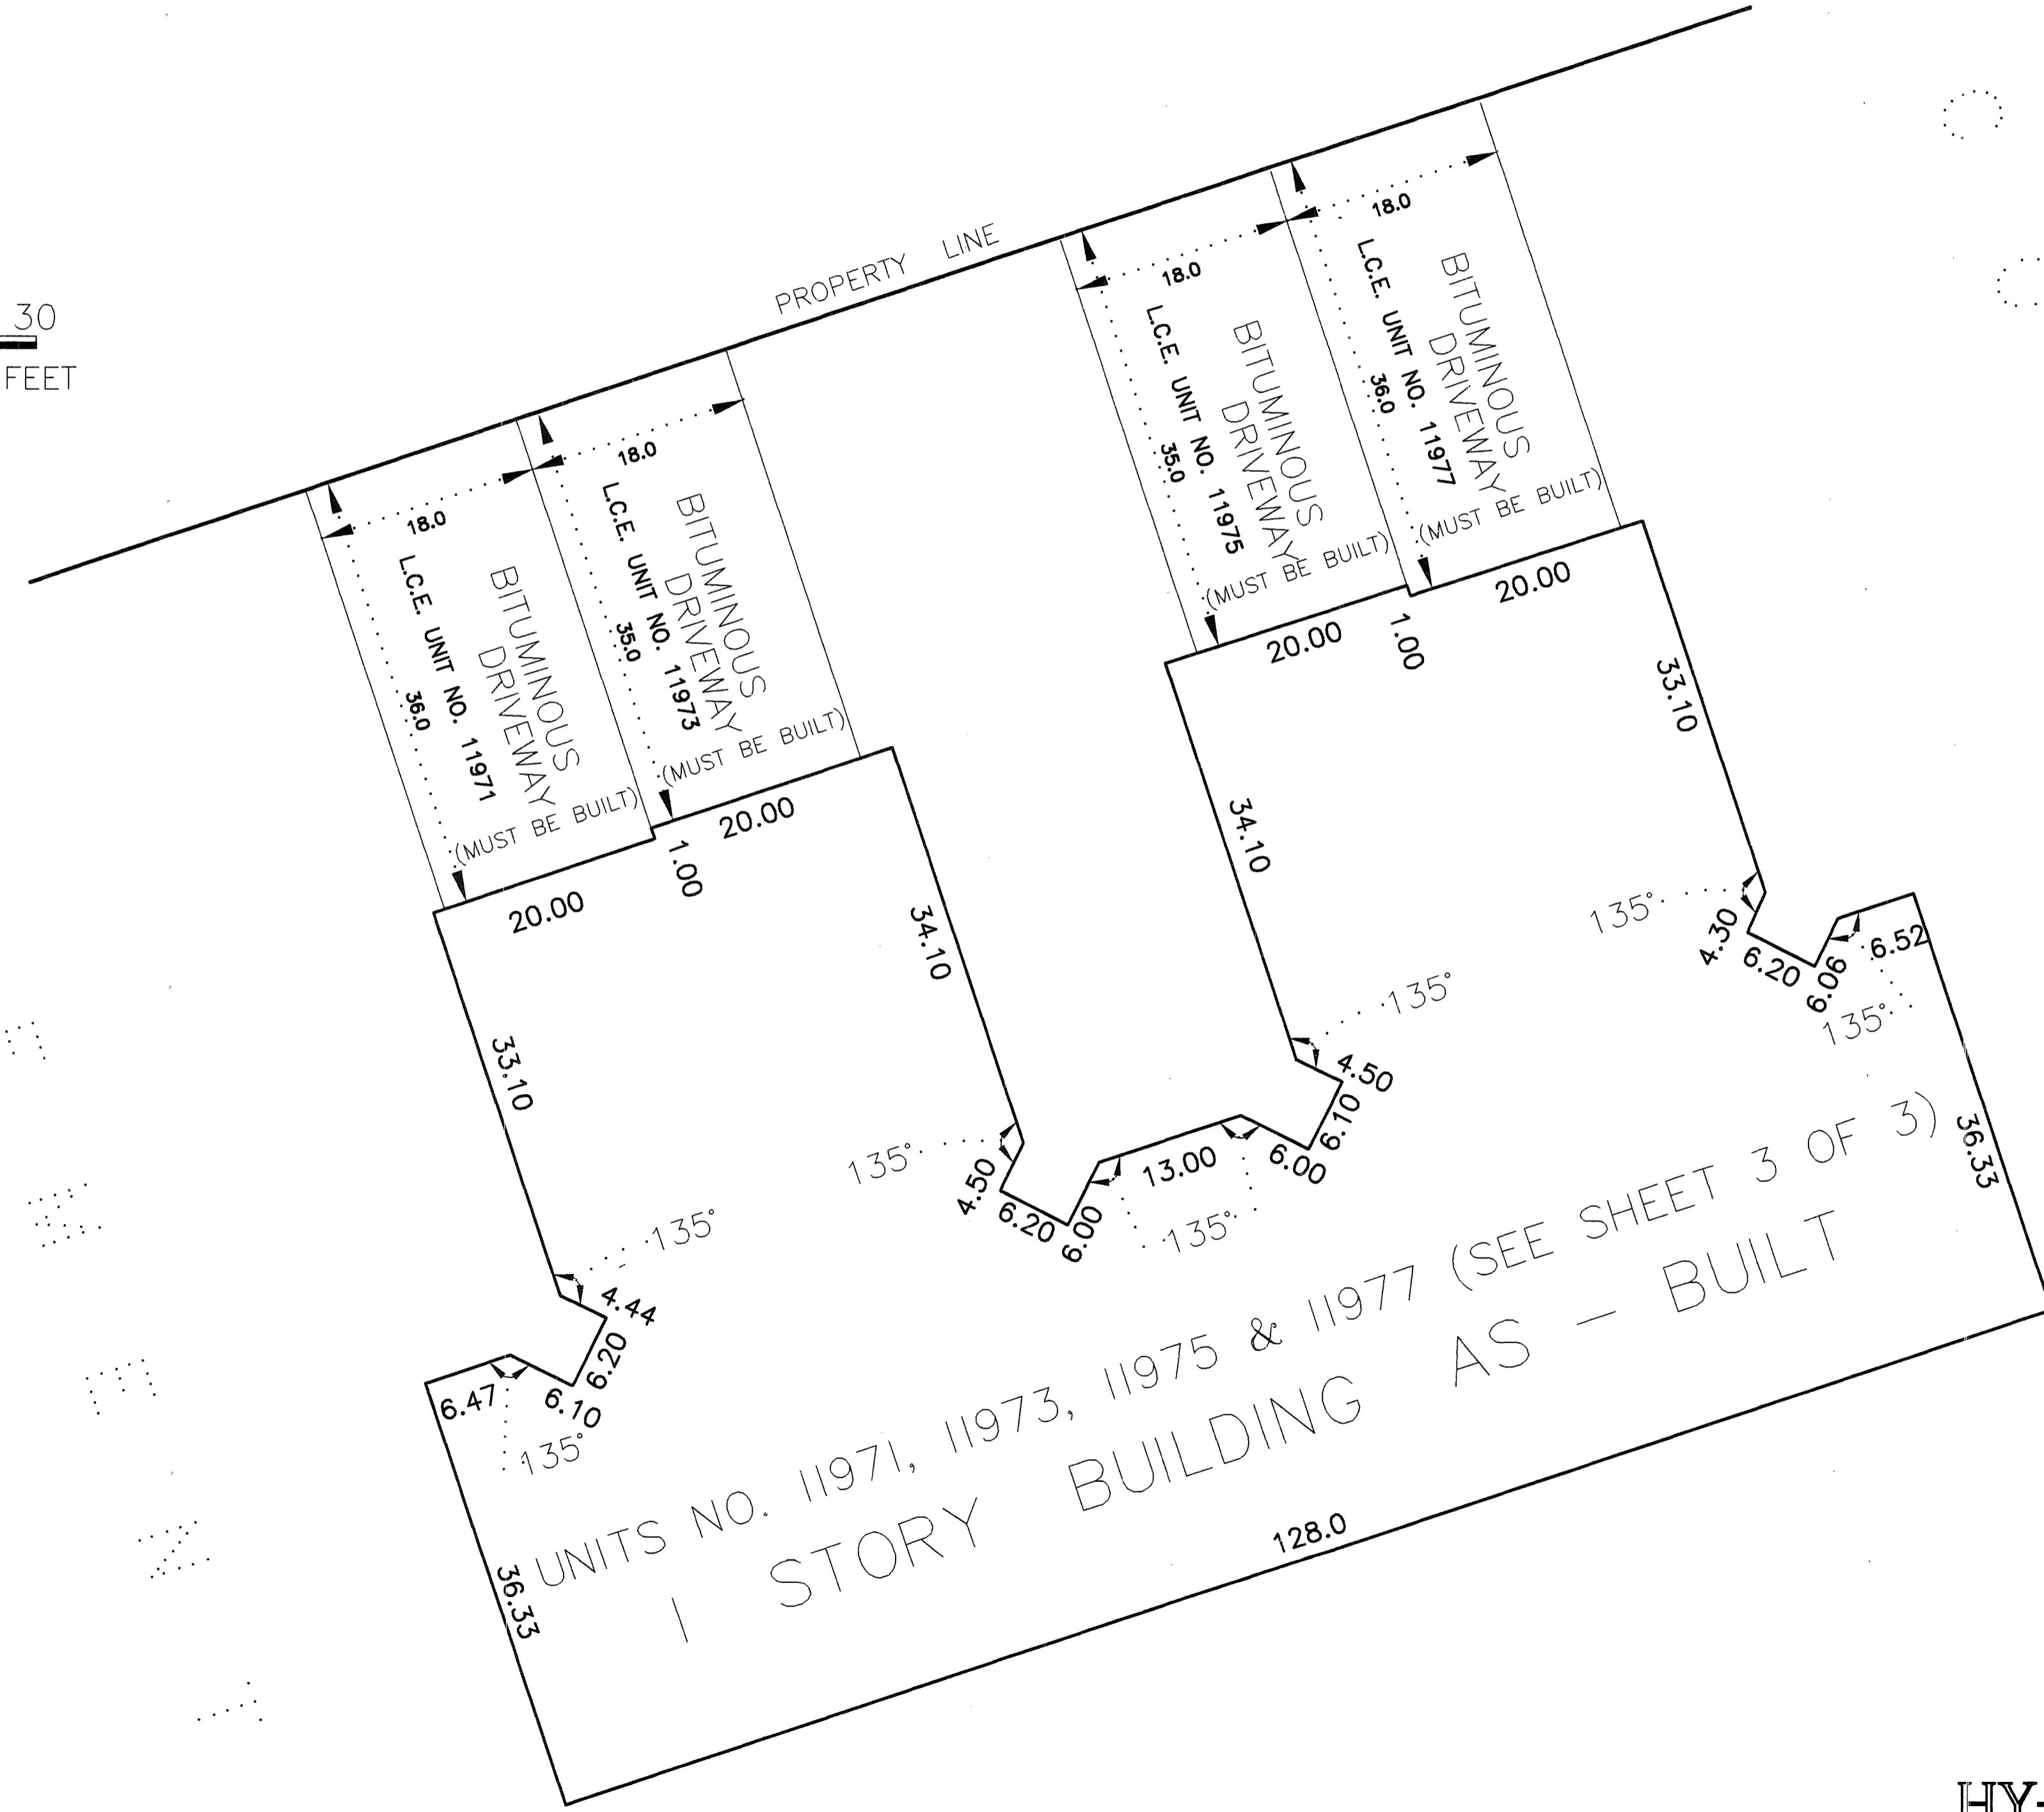 30
FEET
PROPERTY LINE
18.0
L.C.E. UNIT NO. 11971
36.0
BITUMINOUS
DRIVEWAY
(MUST BE BUILT)
18.0
L.C.E. UNIT NO. 11973
35.0
BITUMINOUS
DRIVEWAY
(MUST BE BUILT)
18.0
L.C.E. UNIT NO. 11975
35.0
BITUMINOUS
DRIVEWAY
(MUST BE BUILT)
18.0
L.C.E. UNIT NO. 11977
36.0
BITUMINOUS
DRIVEWAY
(MUST BE BUILT)
20.00
1.00
20.00
20.00
1.00
20.00
33.10
34.10
34.10
33.10
135°
4.44
6.20
6.10
6.47
135°
135°
4.50
6.20
6.00
13.00
135°
6.00
6.10
4.50
135°
135°
4.30
6.20
6.06
6.52
135°
36.33
36.33
UNITS NO. 11971, 11973, 11975 & 11977 (SEE SHEET 3 OF 3)
1 STORY BUILDING AS - BUILT
128.0